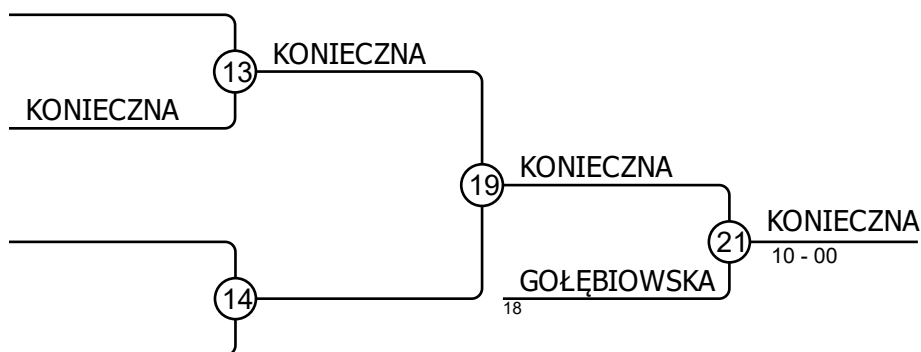 13
KONIECZNA
KONIECZNA
19
KONIECZNA
21
KONIECZNA
10 - 00
GOŁĘBIOWSKA
18
14